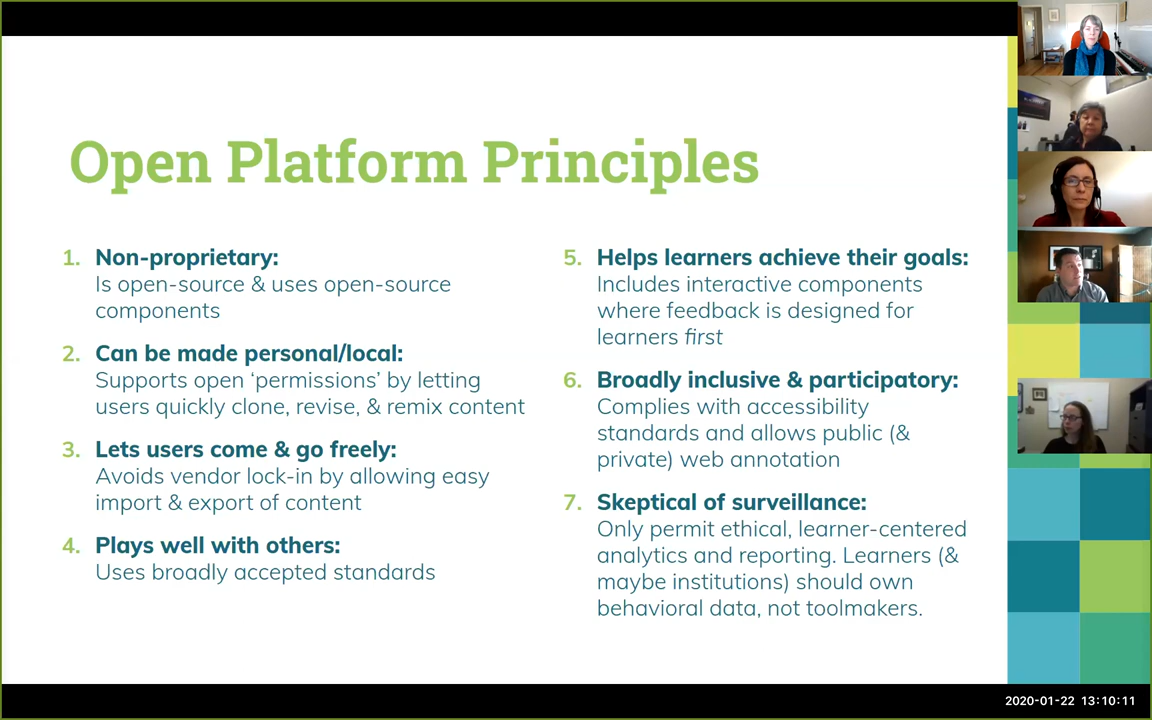 Open Platform Principles
1. Non-proprietary:
Is open-source & uses open-source
components
2. Can be made personal/local:
Supports open ‘permissions’ by letting
users quickly clone, revise, & remix content
3. Lets users come & go freely:
Avoids vendor lock-in by allowing easy
import & export of content
4. Plays well with others:
Uses broadly accepted standards
5. Helps learners achieve their goals:
Includes interactive components
where feedback is designed for
learners first
6. Broadly inclusive & participatory:
Complies with accessibility
standards and allows public (&
private) web annotation
7. Skeptical of surveillance:
Only permit ethical, learner-centered
analytics and reporting. Learners (&
maybe institutions) should own
behavioral data, not toolmakers.
2020-01-22 13:10:11